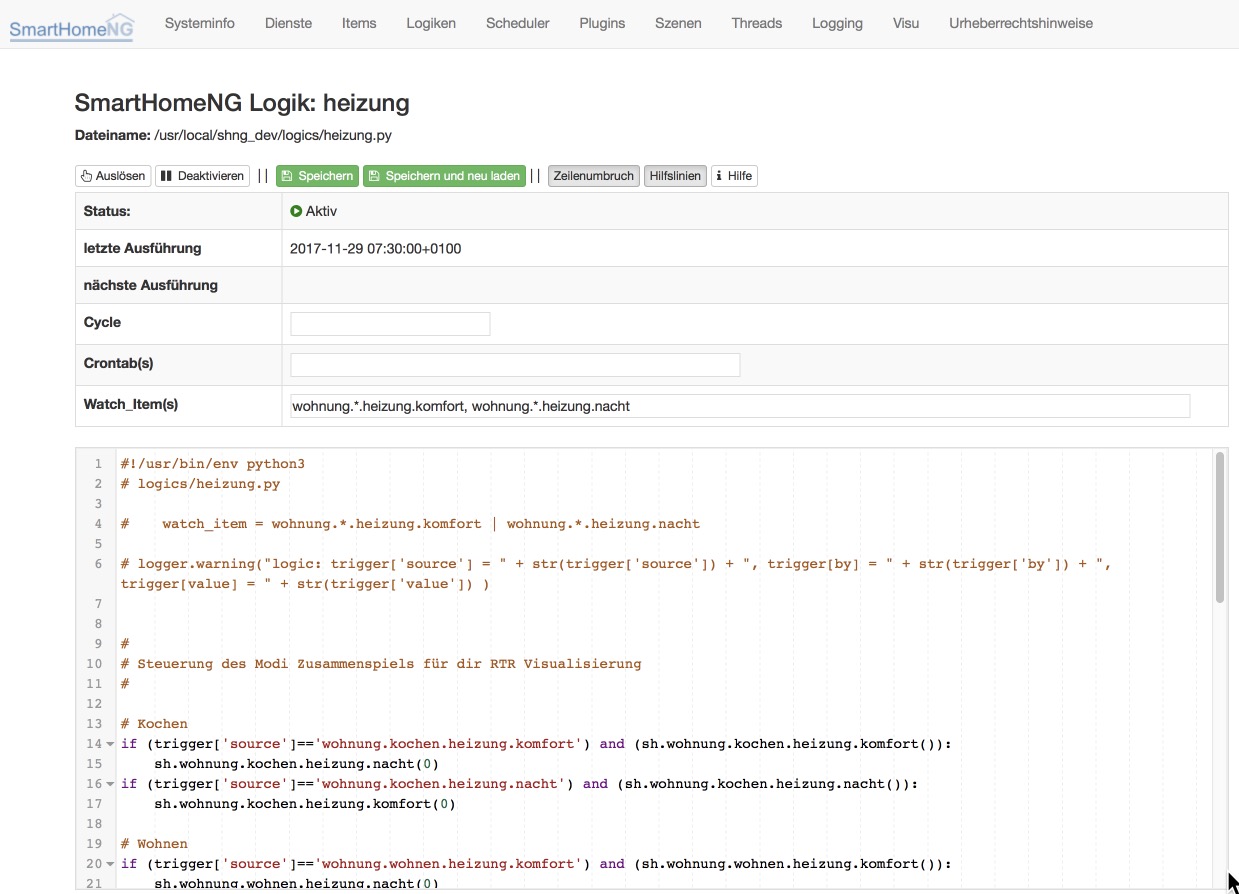 SmartHomeNG Systeminfo Dienste Items Logiken Scheduler Plugins Szenen Threads Logging Visu Urheberrechtshinweise
SmartHomeNG Logik: heizung
Dateiname: /usr/local/shng_dev/logics/heizung.py
Auslösen Deaktivieren || Speichern Speichern und neu laden || Zeilenumbruch Hilfslinien Hilfe
Status: Aktiv
letzte Ausführung 2017-11-29 07:30:00+0100
nächste Ausführung
Cycle
Crontab(s)
Watch_Item(s) wohnung.*.heizung.komfort, wohnung.*.heizung.nacht
1 #!/usr/bin/env python3
2 # logics/heizung.py
3
4 #    watch_item = wohnung.*.heizung.komfort | wohnung.*.heizung.nacht
5
6 # logger.warning("logic: trigger['source'] = " + str(trigger['source']) + ", trigger[by] = " + str(trigger['by']) + ",
trigger[value] = " + str(trigger['value']) )
7
8
9 #
10 # Steuerung des Modi Zusammenspiels für dir RTR Visualisierung
11 #
12
13 # Kochen
14 if (trigger['source']=='wohnung.kochen.heizung.komfort') and (sh.wohnung.kochen.heizung.komfort()):
15     sh.wohnung.kochen.heizung.nacht(0)
16 if (trigger['source']=='wohnung.kochen.heizung.nacht') and (sh.wohnung.kochen.heizung.nacht()):
17     sh.wohnung.kochen.heizung.komfort(0)
18
19 # Wohnen
20 if (trigger['source']=='wohnung.wohnen.heizung.komfort') and (sh.wohnung.wohnen.heizung.komfort()):
21     sh.wohnung.wohnen.heizung.nacht(0)